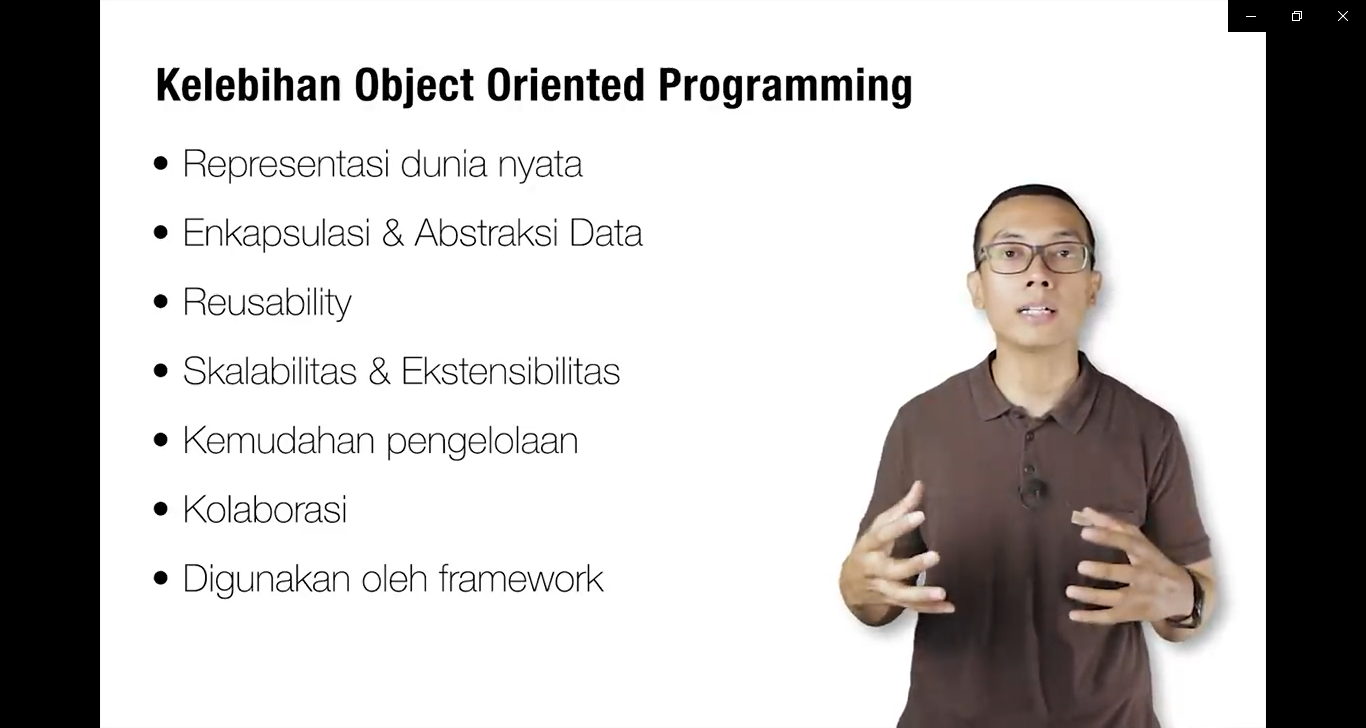 Kelebihan Object Oriented Programming
• Representasi dunia nyata
• Enkapsulasi & Abstraksi Data
• Reusability
• Skalabilitas & Ekstensibilitas
• Kemudahan pengelolaan
• Kolaborasi
• Digunakan oleh framework